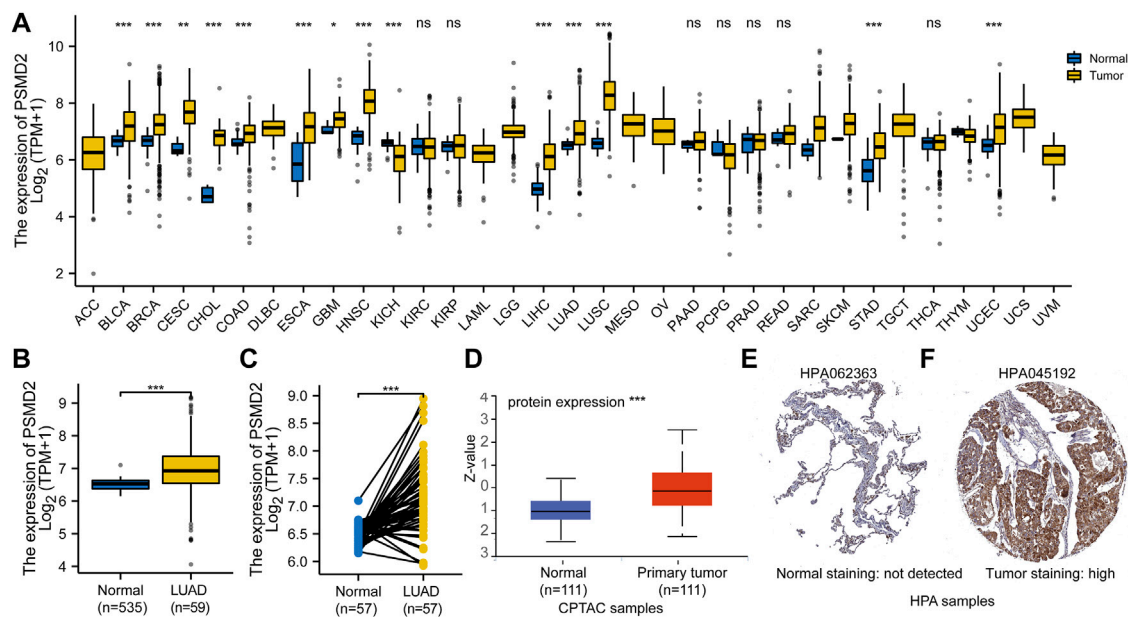 A
*** *** ** *** *** *** * *** *** ns ns *** *** *** ns ns ns ns *** ns ***
The expression of PSMD2
Log2 (TPM+1)
10
8
6
4
2
Normal
Tumor
ACC BLCA BRCA CESC CHOL COAD DLBC ESCA GBM HNSC KICH KIRC KIRP LAML LGG LIHC LUAD LUSC MESO OV PAAD PCPG PRAD READ SARC SKCM STAD TGCT THCA THYM UCEC UCS UVM
B
The expression of PSMD2
Log2 (TPM+1)
***
9
8
7
6
5
4
Normal LUAD
(n=535) (n=59)
C
The expression of PSMD2
Log2 (TPM+1)
***
9.0
8.5
8.0
7.5
7.0
6.5
6.0
Normal LUAD
(n=57) (n=57)
D
protein expression ***
Z-value
4
3
2
1
0
1
2
3
Normal Primary tumor
(n=111) (n=111)
CPTAC samples
E
HPA062363
Normal staining: not detected
F
HPA045192
Tumor staining: high
HPA samples